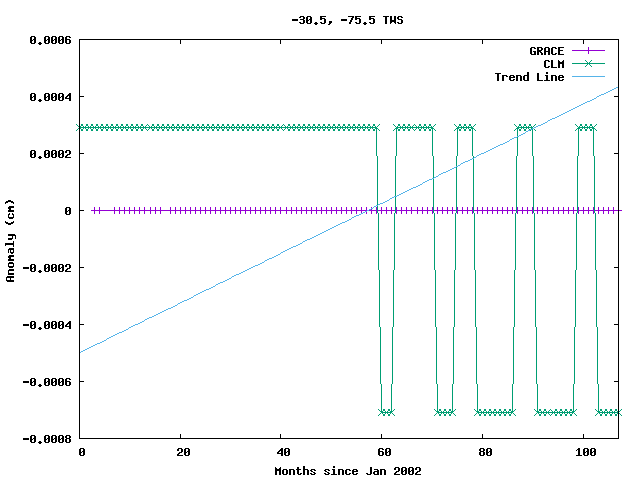 -30.5, -75.5 TWS
GRACE
CLM
Trend Line
0.0006
0.0004
0.0002
0
-0.0002
-0.0004
-0.0006
-0.0008
Anomaly (cm)
0 20 40 60 80 100
Months since Jan 2002